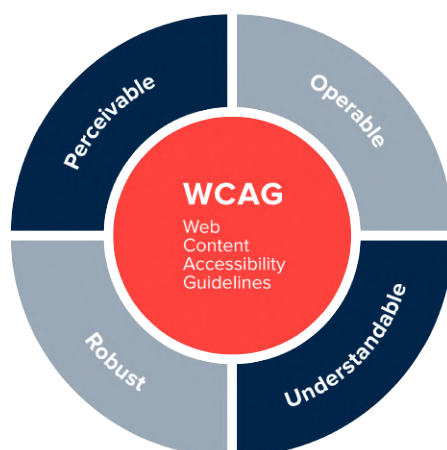 Perceivable
Operable
WCAG
Web
Content
Accessibility
Guidelines
Robust
Understandable